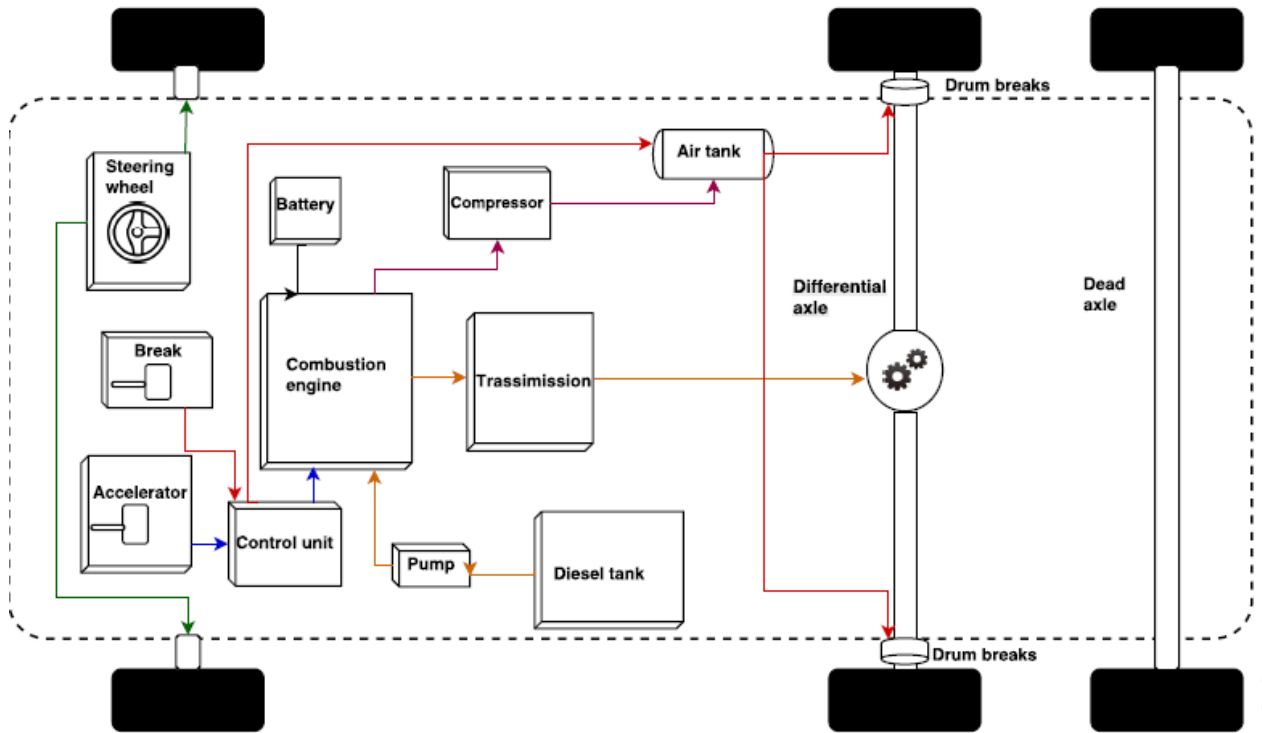 Drum breaks
Air tank
Steering
wheel
Battery
Compressor
Differential
axle
Dead
axle
Break
Combustion
engine
Trassimission
Accelerator
Control unit
Pump
Diesel tank
Drum breaks